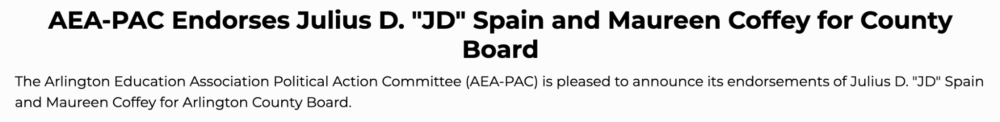 AEA-PAC Endorses Julius D. "JD" Spain and Maureen Coffey for County
Board
The Arlington Education Association Political Action Committee (AEA-PAC) is pleased to announce its endorsements of Julius D. "JD" Spain
and Maureen Coffey for Arlington County Board.